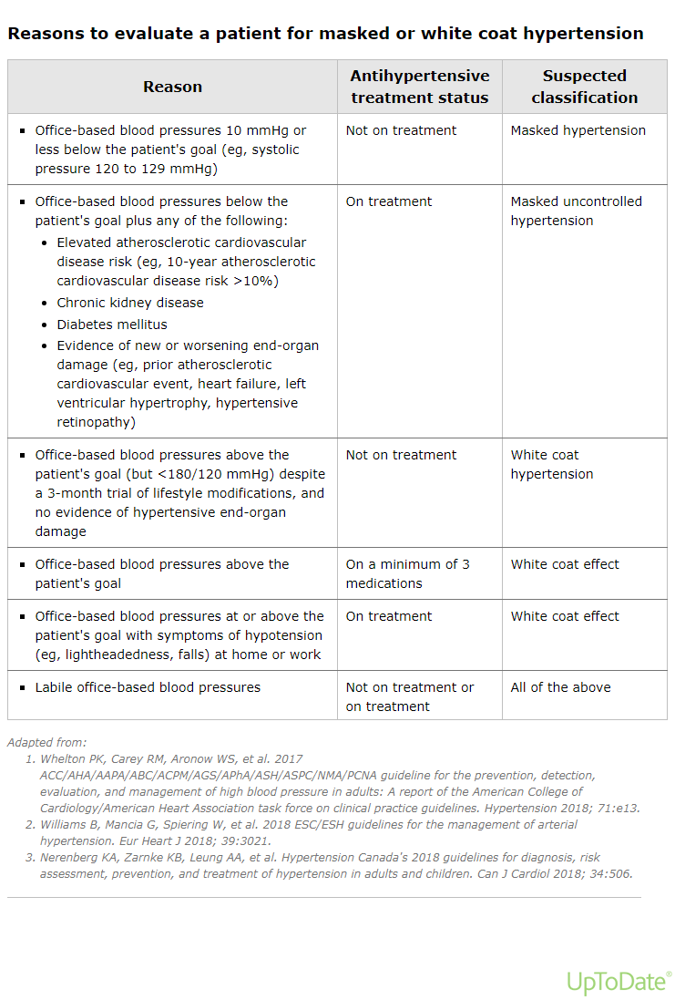 Reasons to evaluate a patient for masked or white coat hypertension
Reason
Antihypertensive
treatment status
Suspected
classification
Office-based blood pressures 10 mmHg or
less below the patient's goal (eg, systolic
pressure 120 to 129 mmHg)
Not on treatment
Masked hypertension
Office-based blood pressures below the
patient's goal plus any of the following:
Elevated atherosclerotic cardiovascular
disease risk (eg, 10-year atherosclerotic
cardiovascular disease risk >10%)
Chronic kidney disease
Diabetes mellitus
Evidence of new or worsening end-organ
damage (eg, prior atherosclerotic
cardiovascular event, heart failure, left
ventricular hypertrophy, hypertensive
retinopathy)
On treatment
Masked uncontrolled
hypertension
Office-based blood pressures above the
patient's goal (but <180/120 mmHg) despite
a 3-month trial of lifestyle modifications, and
no evidence of hypertensive end-organ
damage
Not on treatment
White coat
hypertension
Office-based blood pressures above the
patient's goal
On a minimum of 3
medications
White coat effect
Office-based blood pressures at or above the
patient's goal with symptoms of hypotension
(eg, lightheadedness, falls) at home or work
On treatment
White coat effect
Labile office-based blood pressures
Not on treatment or
on treatment
All of the above
Adapted from:
1. Whelton PK, Carey RM, Aronow WS, et al. 2017
ACC/AHA/AAPA/ABC/ACPM/AGS/APhA/ASH/ASPC/NMA/PCNA guideline for the prevention, detection,
evaluation, and management of high blood pressure in adults: A report of the American College of
Cardiology/American Heart Association task force on clinical practice guidelines. Hypertension 2018; 71:e13.
2. Williams B, Mancia G, Spiering W, et al. 2018 ESC/ESH guidelines for the management of arterial
hypertension. Eur Heart J 2018; 39:3021.
3. Nerenberg KA, Zarnke KB, Leung AA, et al. Hypertension Canada's 2018 guidelines for diagnosis, risk
assessment, prevention, and treatment of hypertension in adults and children. Can J Cardiol 2018; 34:506.
UpToDate®